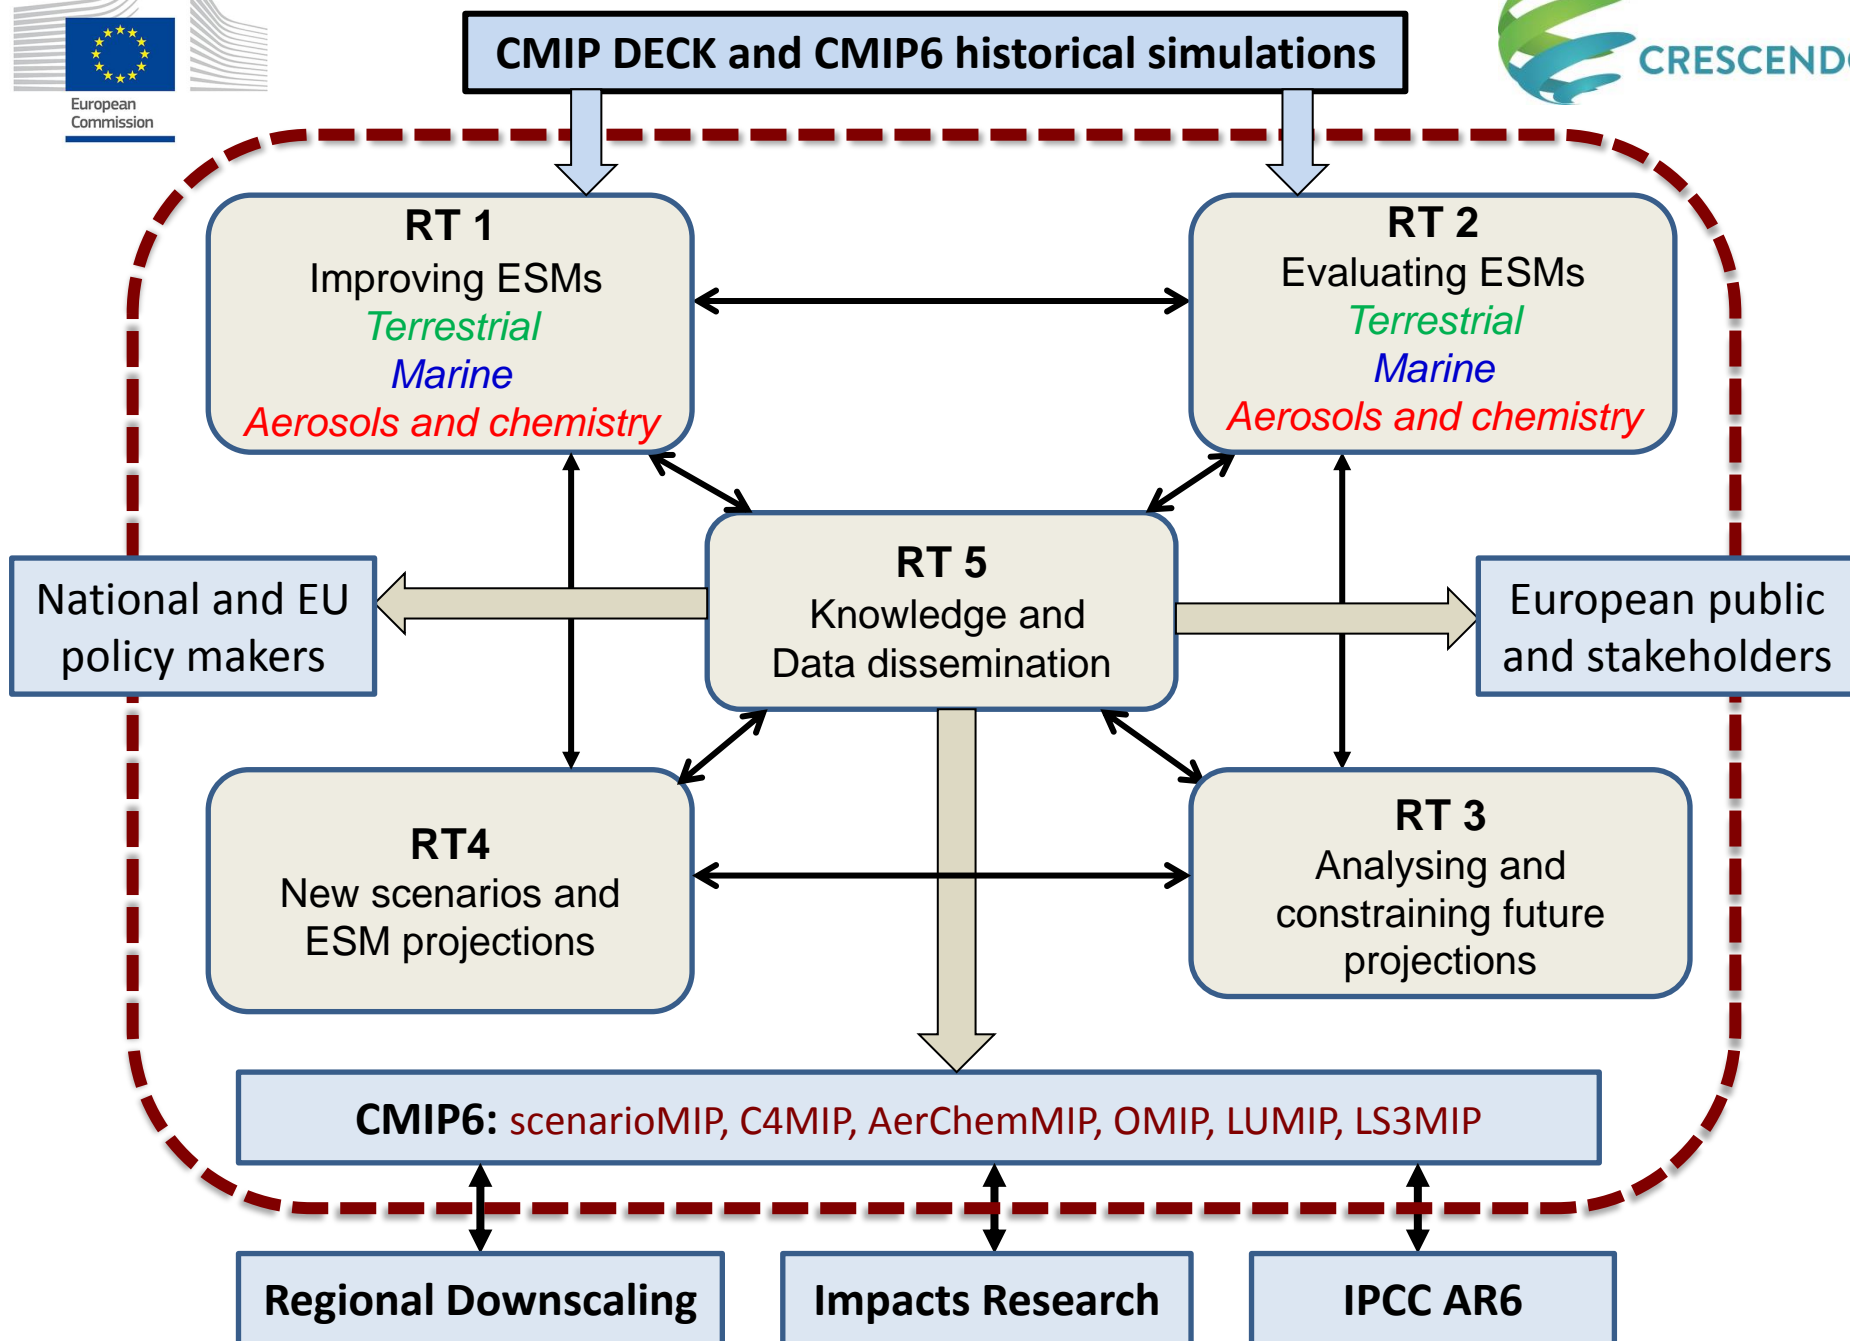 European
Commission
CMIP DECK and CMIP6 historical simulations
CRESCENDO
RT 1
Improving ESMs
Terrestrial
Marine
Aerosols and chemistry
RT 2
Evaluating ESMs
Terrestrial
Marine
Aerosols and chemistry
National and EU
policy makers
RT 5
Knowledge and
Data dissemination
European public
and stakeholders
RT4
New scenarios and
ESM projections
RT 3
Analysing and
constraining future
projections
CMIP6: scenarioMIP, C4MIP, AerChemMIP, OMIP, LUMIP, LS3MIP
Regional Downscaling
Impacts Research
IPCC AR6